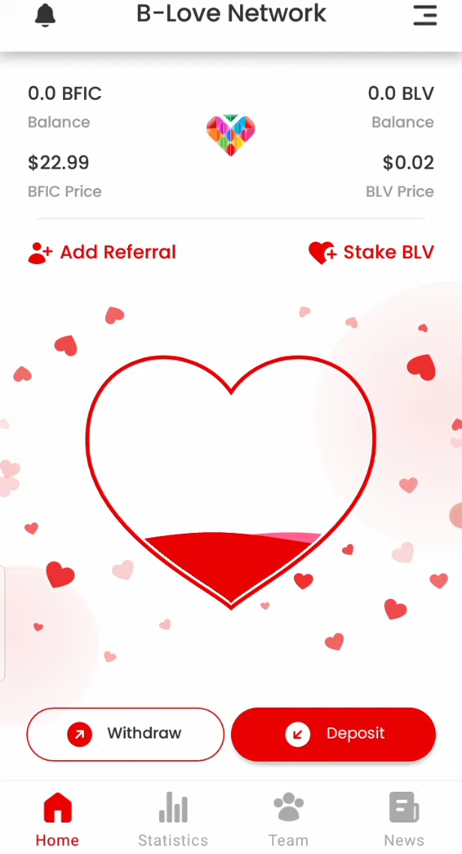 B-Love Network
0.0 BFIC
0.0 BLV
Balance
Balance
$22.99
$0.02
BFIC Price
BLV Price
Add Referral
Stake BLV
Withdraw
Deposit
Home
Statistics
Team
News